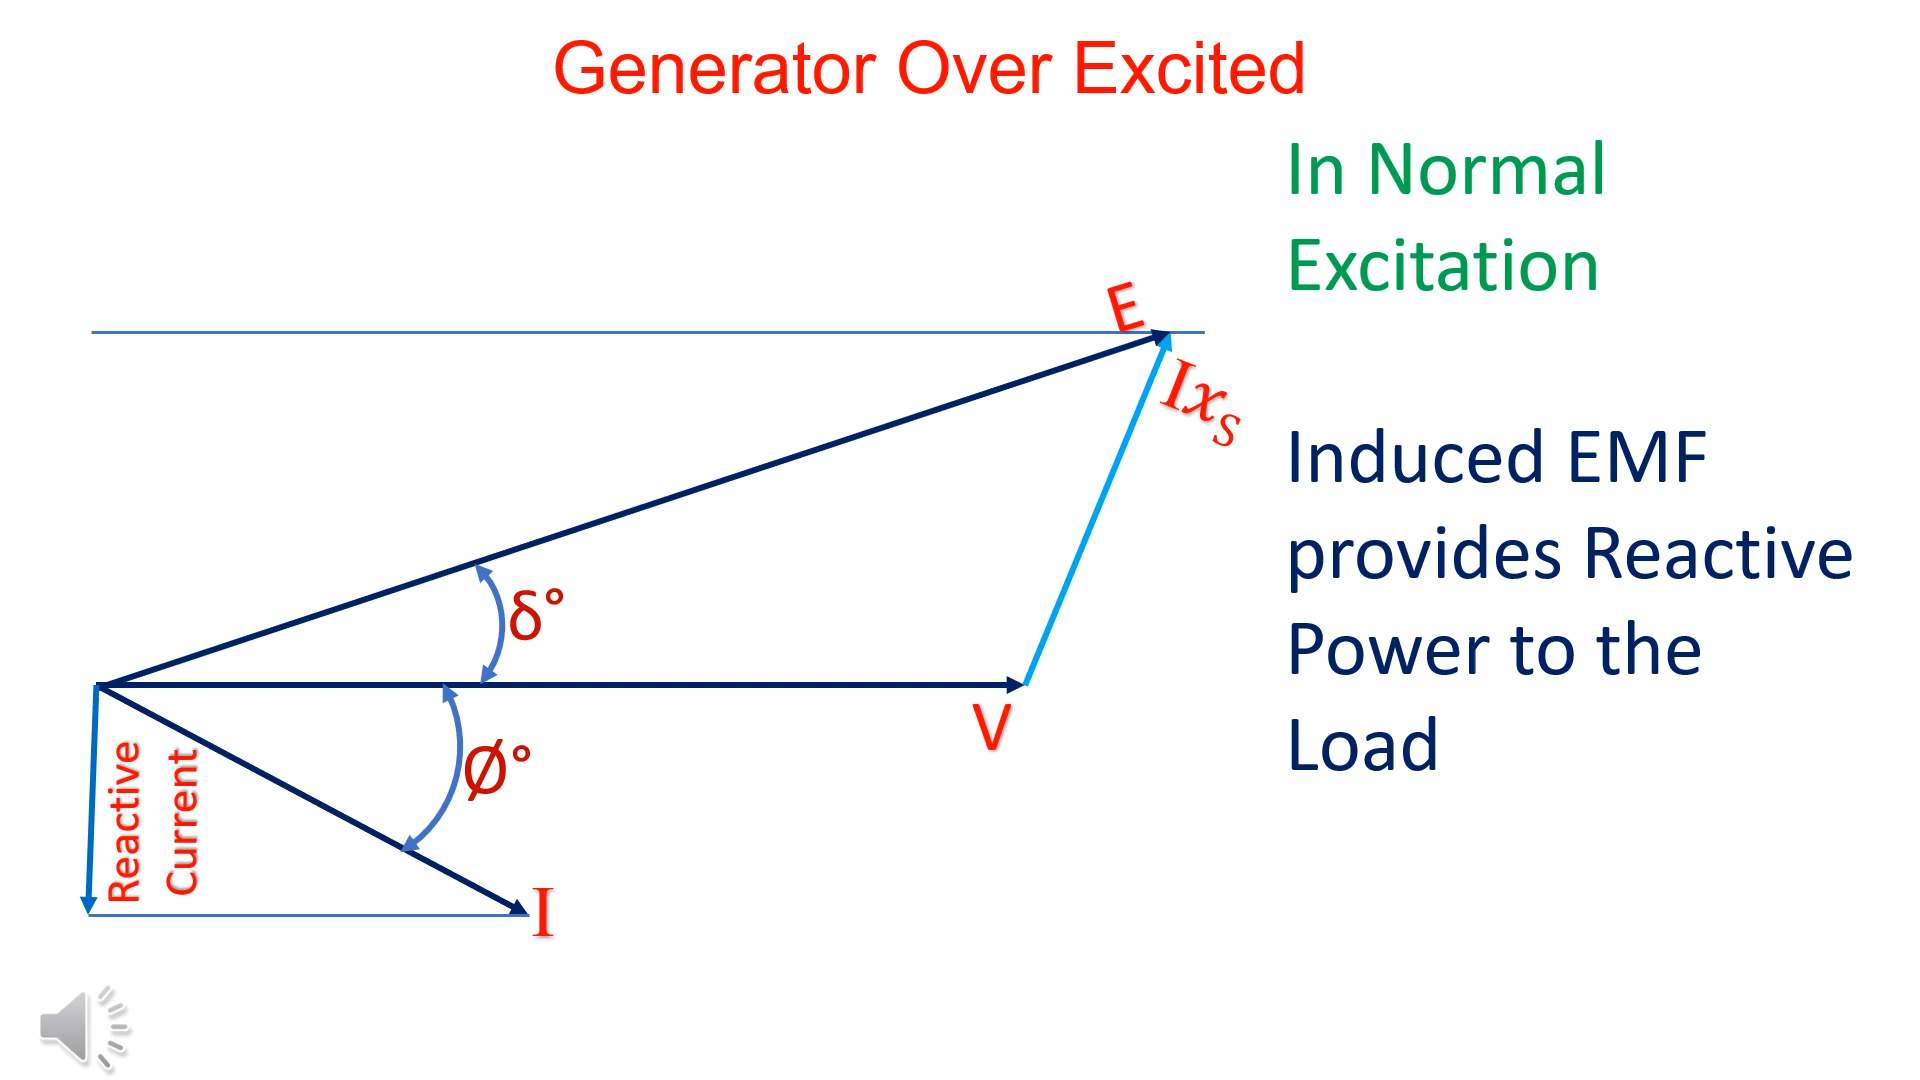 Generator Over Excited
In Normal
Excitation
Induced EMF
provides Reactive
Power to the
Load
E
Ix_S
δ°
V
Ø°
Reactive
Current
I